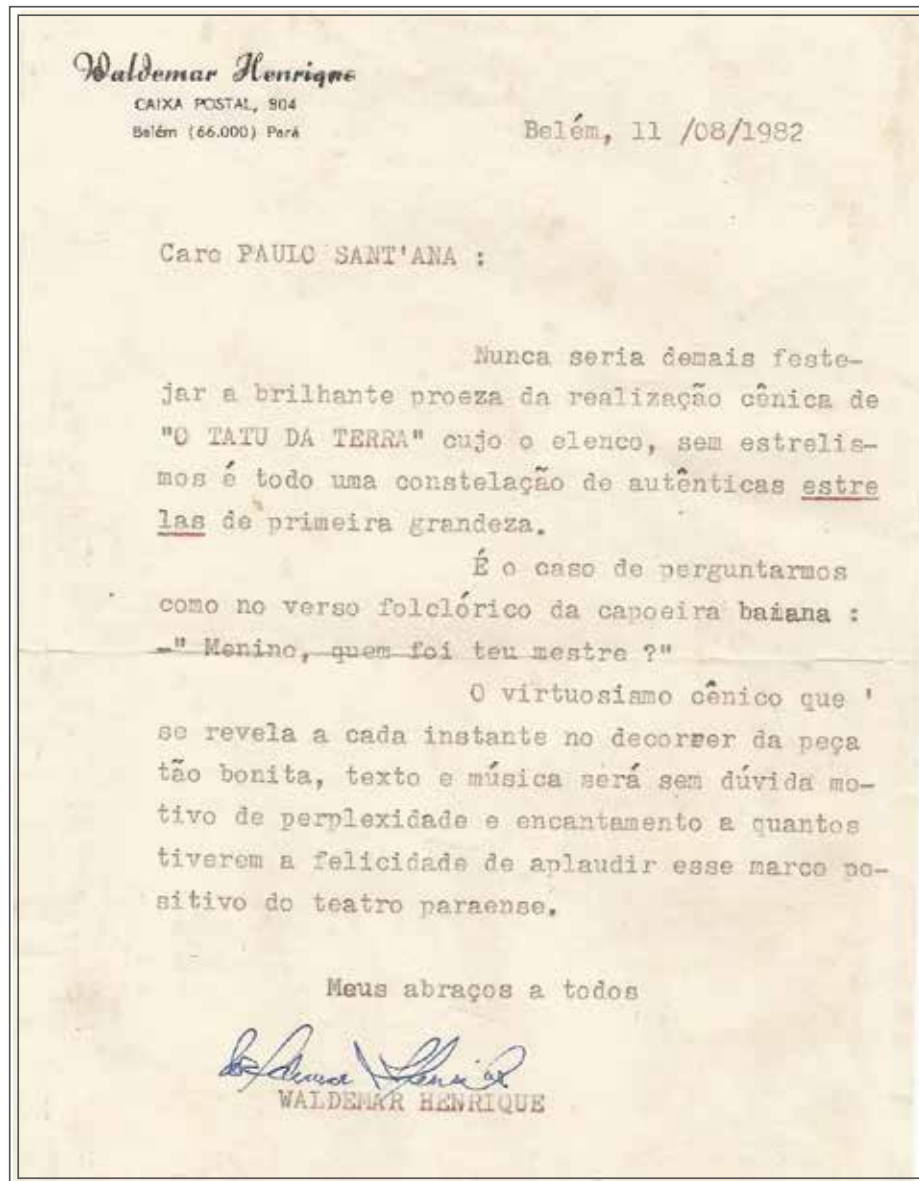 Waldemar Henrique
CAIXA POSTAL, 904
Belém (66.000) Pará
Belém, 11 /08/1982
Caro PAULO SANT'ANA :
Nunca seria demais feste-
jar a brilhante proeza da realização cênica de
"O TATU DA TERRA" cujo o elenco, sem estrelis-
mos é todo uma constelação de autênticas estre
las de primeira grandeza.
É o caso de perguntarmos
como no verso folclórico da capoeira baiana :
-" Menino, quem foi teu mestre ?"
O virtuosismo cênico que '
se revela a cada instante no decorrer da peça
tão bonita, texto e música será sem dúvida mo-
tivo de perplexidade e encantamento a quantos
tiverem a felicidade de aplaudir esse marco po-
sitivo do teatro paraense.
Meus abraços a todos
Waldemar Henrique
WALDEMAR HENRIQUE